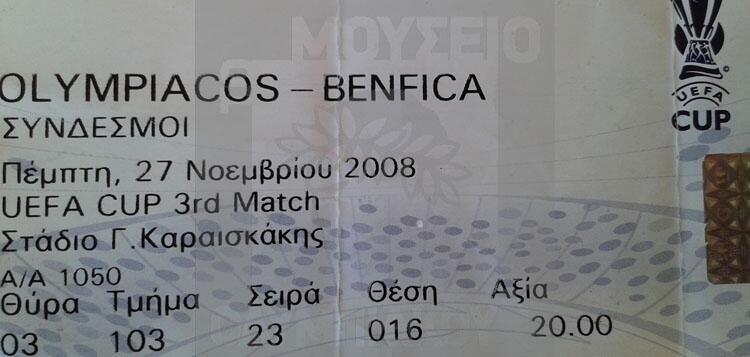 ΜΟΥΣΕΙΟ
OLYMPIACOS – BENFICA
ΣΥΝΔΕΣΜΟΙ
Πέμπτη, 27 Νοεμβρίου 2008
UEFA CUP 3rd Match
Στάδιο Γ.Καραισκάκης
A/A 1050
Θύρα Τμήμα Σειρά Θέση Αξία
03 103 23 016 20.00
UEFA
CUP